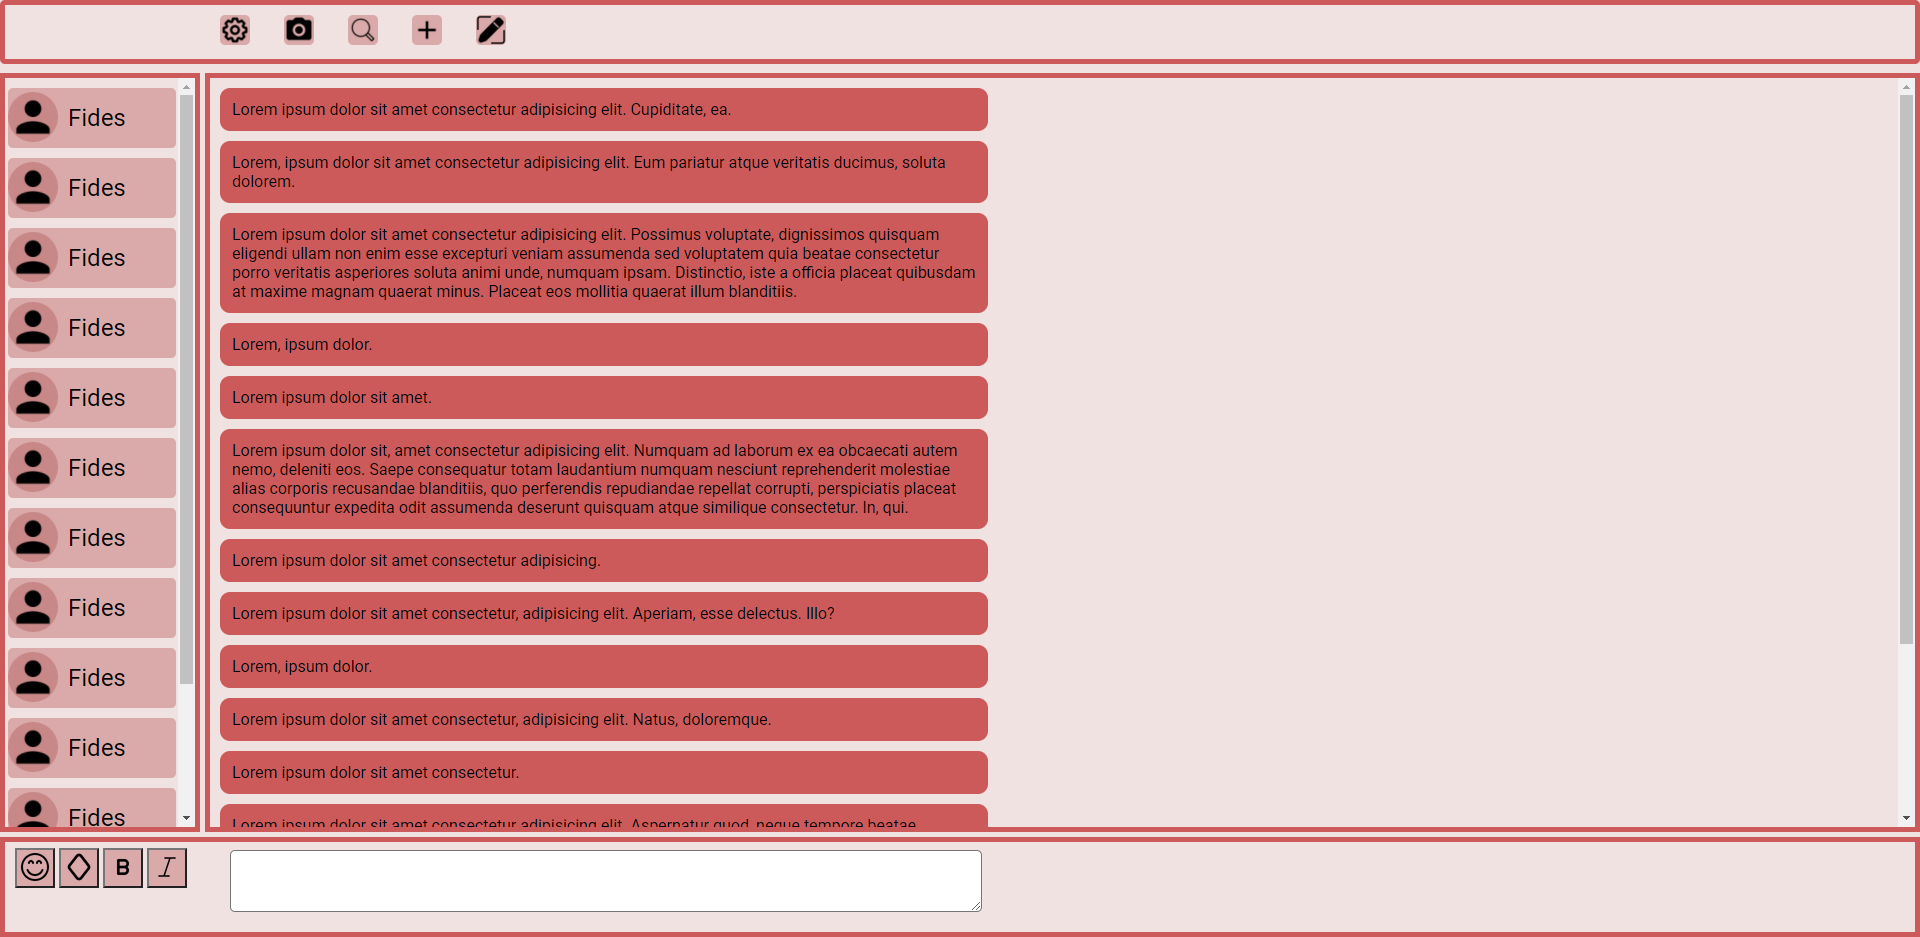 Fides
Fides
Fides
Fides
Fides
Fides
Fides
Fides
Fides
Fides
Fides
Lorem ipsum dolor sit amet consectetur adipisicing elit. Cupiditate, ea.
Lorem, ipsum dolor sit amet consectetur adipisicing elit. Eum pariatur atque veritatis ducimus, soluta
dolorem.
Lorem ipsum dolor sit amet consectetur adipisicing elit. Possimus voluptate, dignissimos quisquam
eligendi ullam non enim esse excepturi veniam assumenda sed voluptatem quia beatae consectetur
porro veritatis asperiores soluta animi unde, numquam ipsam. Distinctio, iste a officia placeat quibusdam
at maxime magnam quaerat minus. Placeat eos mollitia quaerat illum blanditiis.
Lorem, ipsum dolor.
Lorem ipsum dolor sit amet.
Lorem ipsum dolor sit, amet consectetur adipisicing elit. Numquam ad laborum ex ea obcaecati autem
nemo, deleniti eos. Saepe consequatur totam laudantium numquam nesciunt reprehenderit molestiae
alias corporis recusandae blanditiis, quo perferendis repudiandae repellat corrupti, perspiciatis placeat
consequuntur expedita odit assumenda deserunt quisquam atque similique consectetur. In, qui.
Lorem ipsum dolor sit amet consectetur adipisicing.
Lorem ipsum dolor sit amet consectetur, adipisicing elit. Aperiam, esse delectus. Illo?
Lorem, ipsum dolor.
Lorem ipsum dolor sit amet consectetur, adipisicing elit. Natus, doloremque.
Lorem ipsum dolor sit amet consectetur.
Lorem ipsum dolor sit amet consectetur adipisicing elit. Aspernatur quod, neque tempore beatae
B I